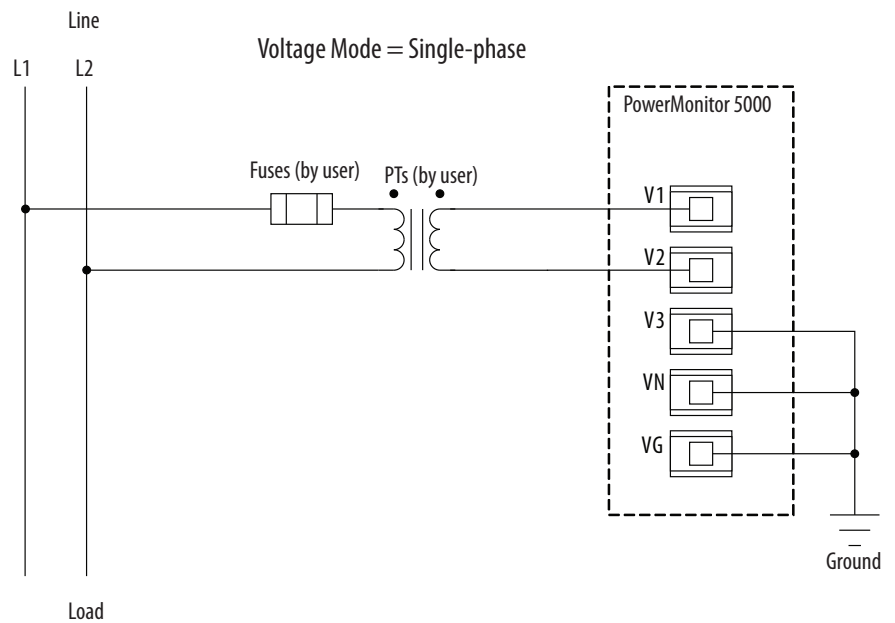 Line
Voltage Mode = Single-phase
L1
L2
PowerMonitor 5000
Fuses (by user)
PTs (by user)
V1
V2
V3
VN
VG
Ground
Load